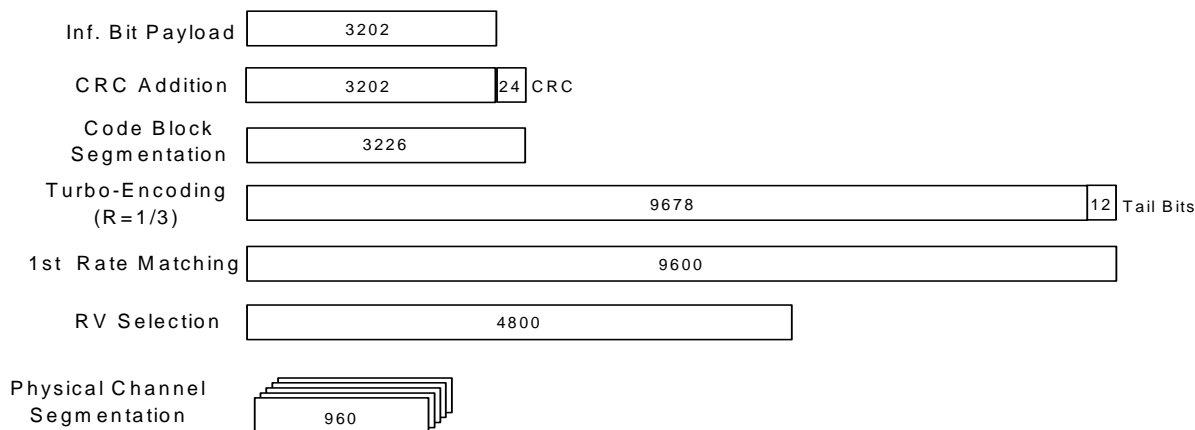 Inf. Bit Payload 3202
CRC Addition 3202 24 CRC
Code Block
Segmentation 3226
Turbo-Encoding
(R=1/3) 9678 12 Tail Bits
1st Rate Matching 9600
RV Selection 4800
Physical Channel
Segmentation 960